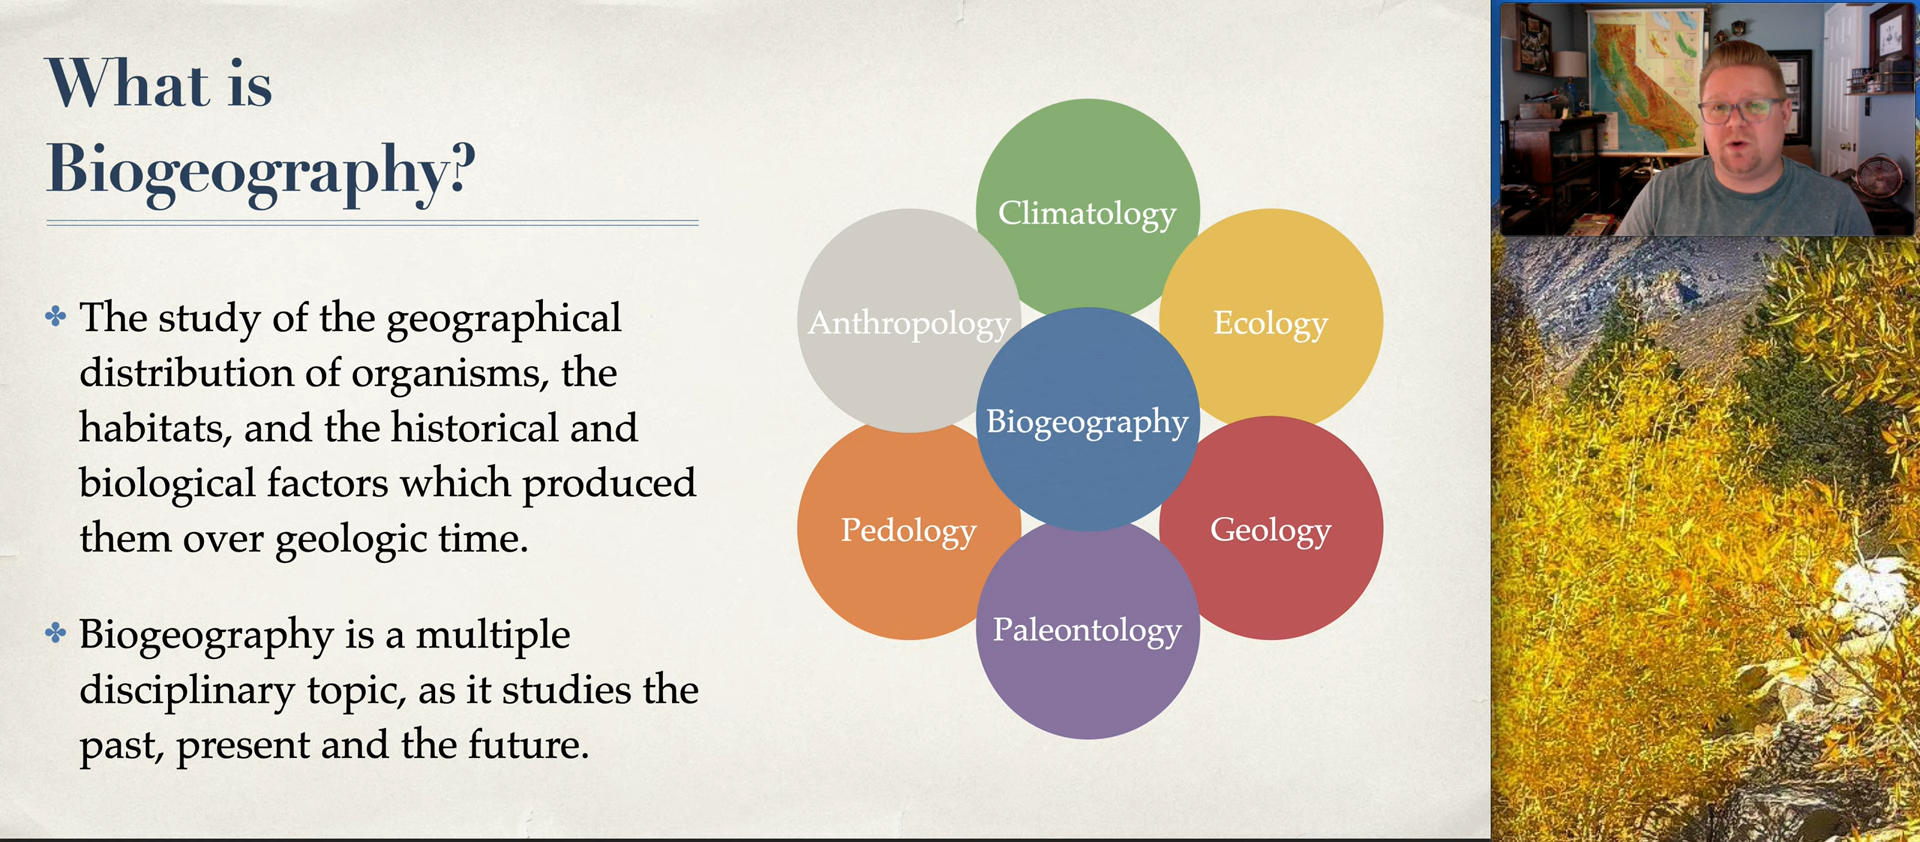 What is
Biogeography?
The study of the geographical
distribution of organisms, the
habitats, and the historical and
biological factors which produced
them over geologic time.
Biogeography is a multiple
disciplinary topic, as it studies the
past, present and the future.
Climatology
Anthropology
Ecology
Biogeography
Pedology
Geology
Paleontology